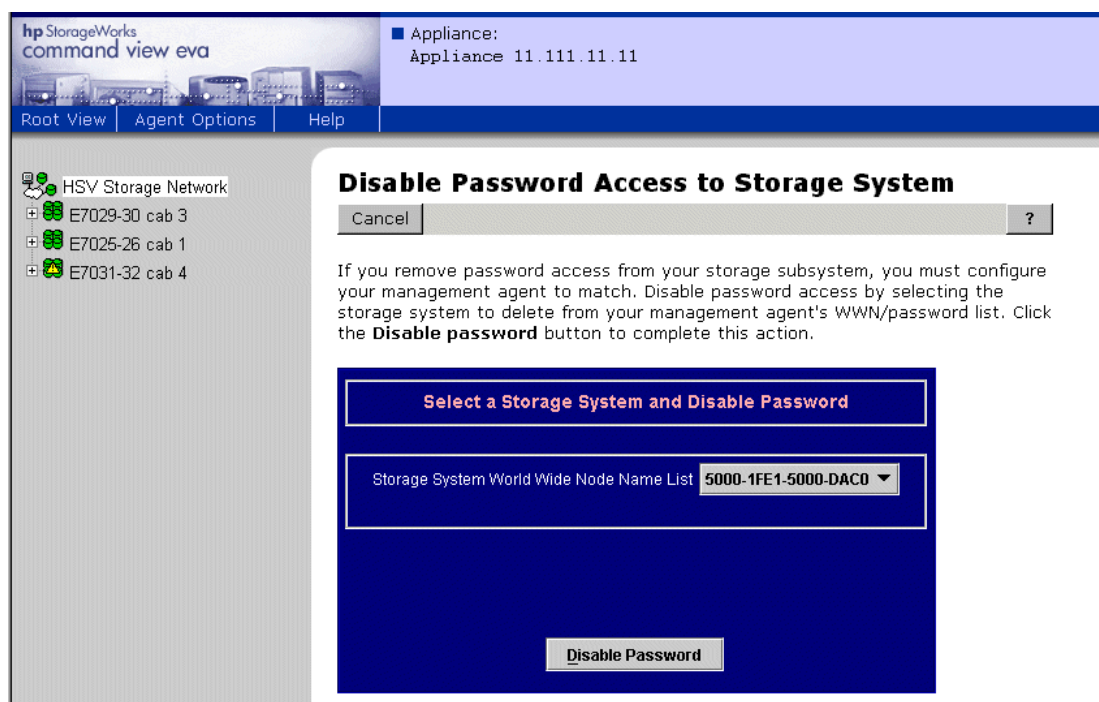 hp StorageWorks
command view eva
Appliance:
Appliance 11.111.11.11
Root View Agent Options Help
HSV Storage Network
E7029-30 cab 3
E7025-26 cab 1
E7031-32 cab 4
Disable Password Access to Storage System
Cancel ?
If you remove password access from your storage subsystem, you must configure
your management agent to match. Disable password access by selecting the
storage system to delete from your management agent's WWN/password list. Click
the Disable password button to complete this action.
Select a Storage System and Disable Password
Storage System World Wide Node Name List 5000-1FE1-5000-DAC0
Disable Password